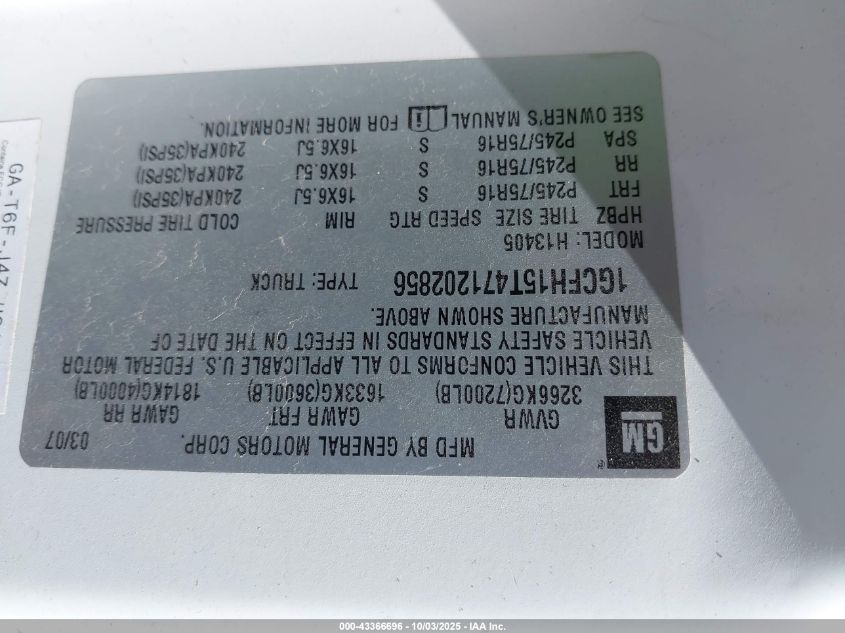 MFD BY GENERAL MOTORS CORP. 03/07
GM
®
GVWR GAWR FRT GAWR RR
3266KG(7200LB) 1633KG(3600LB) 1814KG(4000LB)
THIS VEHICLE CONFORMS TO ALL APPLICABLE U.S. FEDERAL MOTOR
VEHICLE SAFETY STANDARDS IN EFFECT ON THE DATE OF
MANUFACTURE SHOWN ABOVE.
1GCFH15T471202856 TYPE: TRUCK
MODEL: H13405
HPBZ TIRE SIZE SPEED RTG RIM COLD TIRE PRESSURE
FRT P245/75R16 S 16X6.5J 240KPA(35PSI)
RR P245/75R16 S 16X6.5J 240KPA(35PSI)
SPA P245/75R16 S 16X6.5J 240KPA(35PSI)
SEE OWNER'S MANUAL FOR MORE INFORMATION.
GA-T6F-J4Z
000-43366696 - 10/03/2025 - IAA Inc.